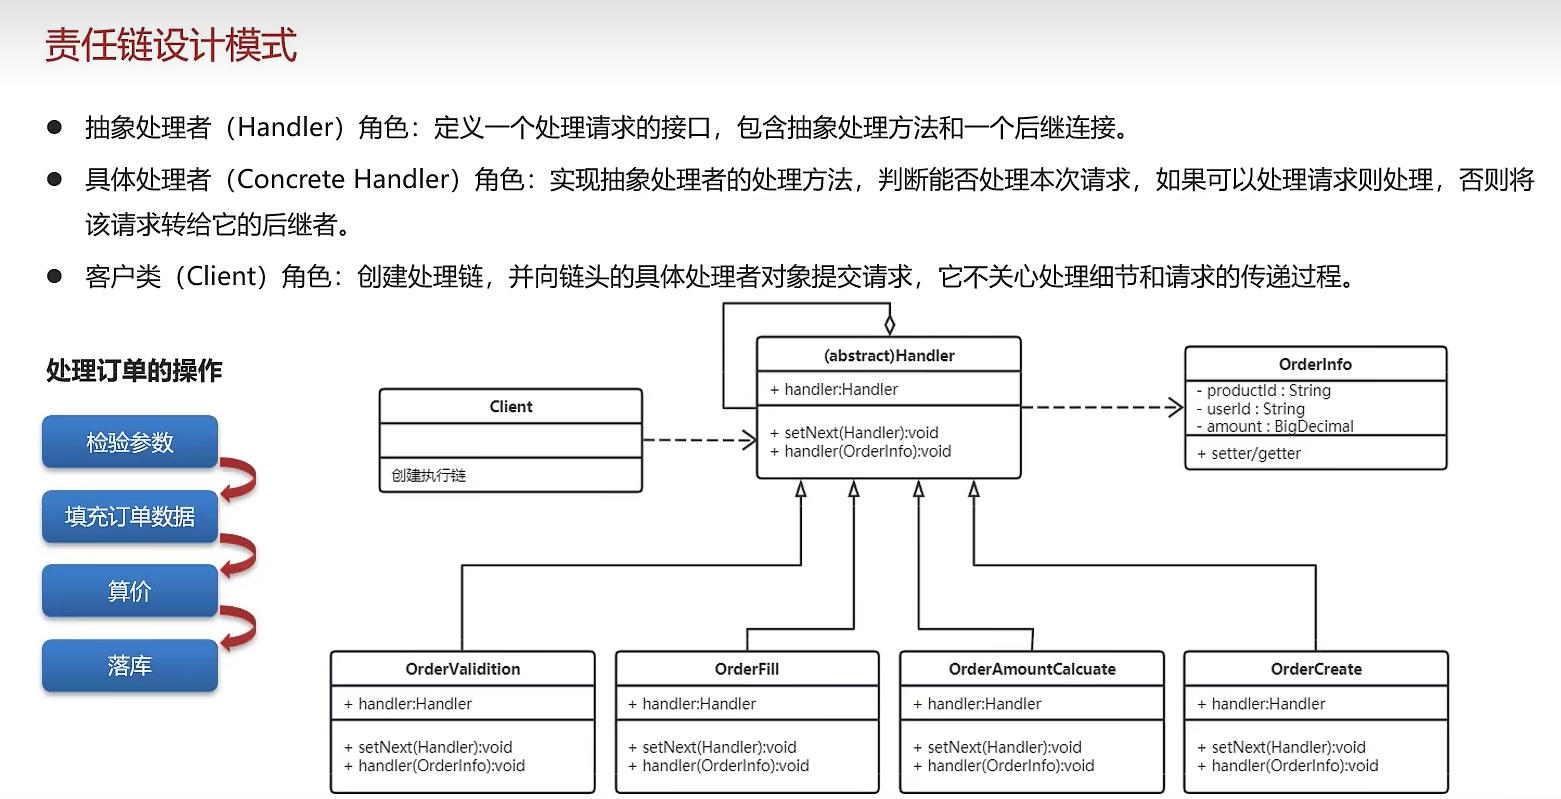 责任链设计模式
● 抽象处理者（Handler）角色：定义一个处理请求的接口，包含抽象处理方法和一个后继连接。
● 具体处理者（Concrete Handler）角色：实现抽象处理者的处理方法，判断能否处理本次请求，如果可以处理请求则处理，否则将
该请求转给它的后继者。
● 客户类（Client）角色：创建处理链，并向链头的具体处理者对象提交请求，它不关心处理细节和请求的传递过程。
处理订单的操作
检验参数
填充订单数据
算价
落库
Client
创建执行链
(abstract)Handler
+ handler:Handler
+ setNext(Handler):void
+ handler(OrderInfo):void
OrderInfo
- productId : String
- userId : String
- amount : BigDecimal
+ setter/getter
OrderValidition
+ handler:Handler
+ setNext(Handler):void
+ handler(OrderInfo):void
OrderFill
+ handler:Handler
+ setNext(Handler):void
+ handler(OrderInfo):void
OrderAmountCalcuate
+ handler:Handler
+ setNext(Handler):void
+ handler(OrderInfo):void
OrderCreate
+ handler:Handler
+ setNext(Handler):void
+ handler(OrderInfo):void